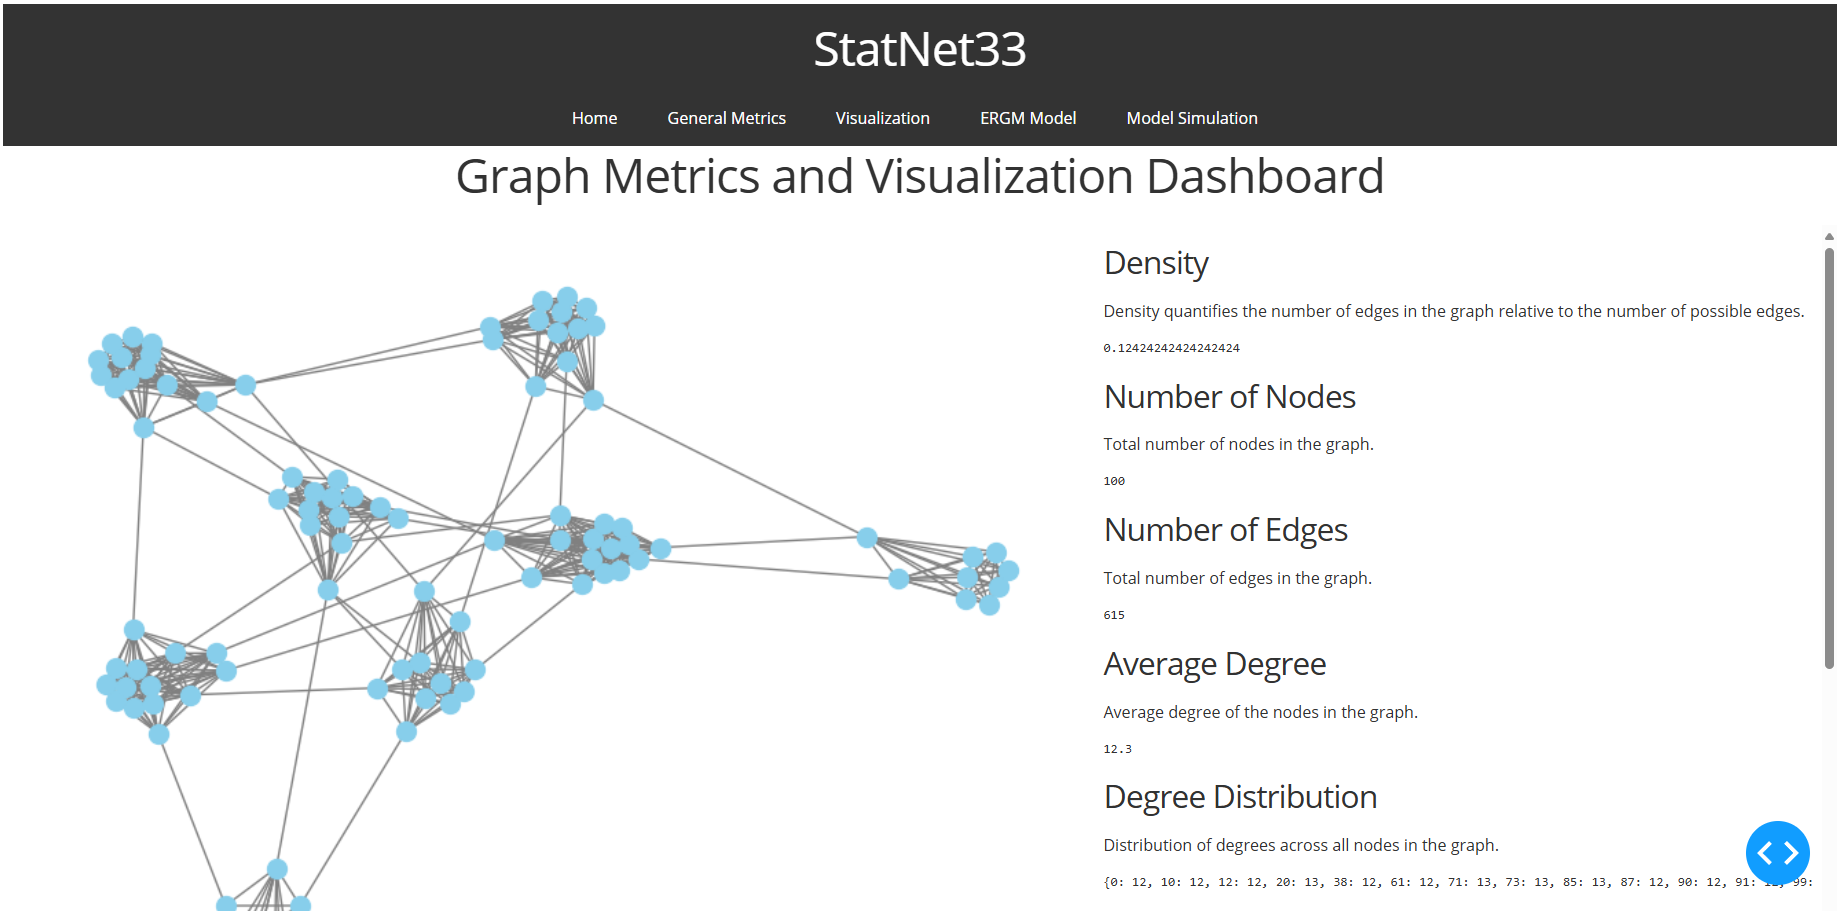 StatNet33
Home General Metrics Visualization ERGM Model Model Simulation
Graph Metrics and Visualization Dashboard
Density
Density quantifies the number of edges in the graph relative to the number of possible edges.
0.12424242424242424
Number of Nodes
Total number of nodes in the graph.
100
Number of Edges
Total number of edges in the graph.
615
Average Degree
Average degree of the nodes in the graph.
12.3
Degree Distribution
Distribution of degrees across all nodes in the graph.
{0: 12, 10: 12, 12: 12, 20: 13, 38: 12, 61: 12, 71: 13, 73: 13, 85: 13, 87: 12, 90: 12, 91: 99: